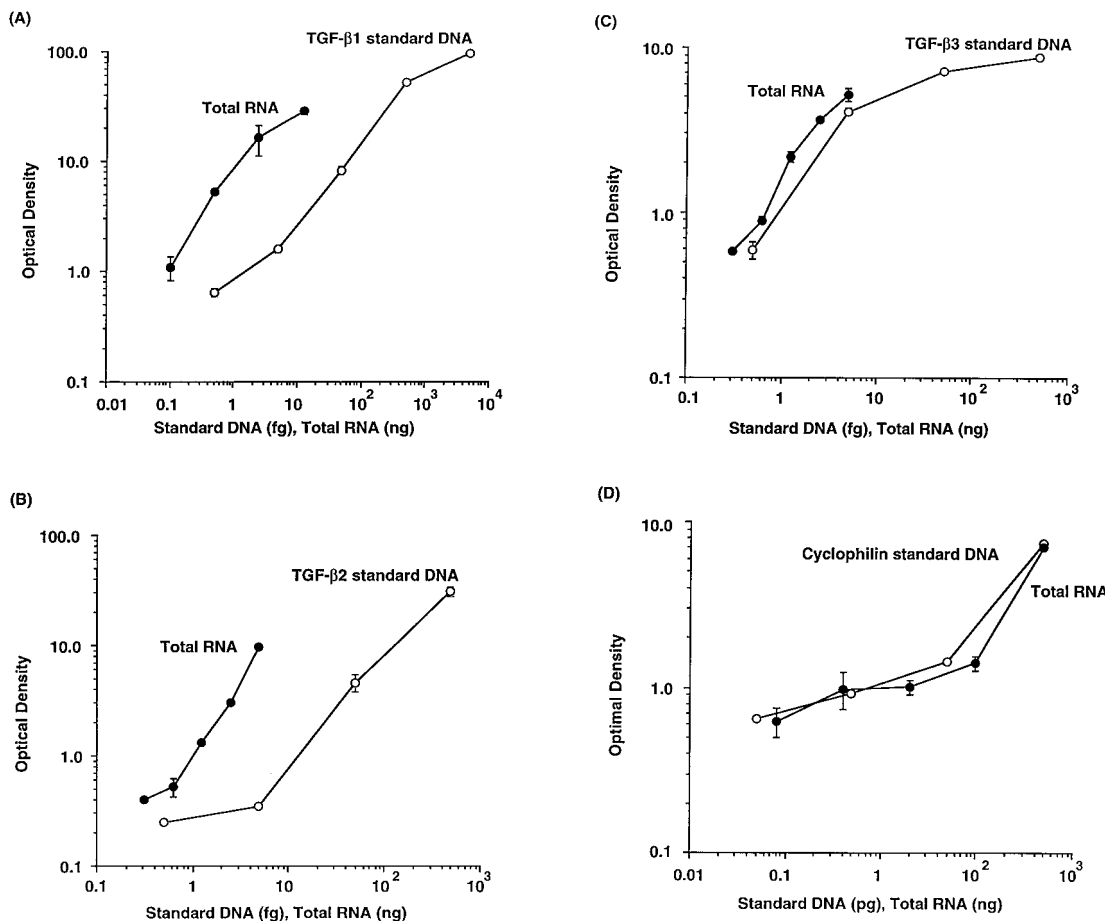 (A)
TGF-β1 standard DNA
100.0
Total RNA
10.0
Optical Density
1.0
0.1
0.01 0.1 1 10 10² 10³ 10⁴
Standard DNA (fg), Total RNA (ng)
(C)
TGF-β3 standard DNA
10.0
Total RNA
Optical Density
1.0
0.1
0.1 1 10 10² 10³
Standard DNA (fg), Total RNA (ng)
(B)
100.0
TGF-β2 standard DNA
Total RNA
10.0
Optical Density
1.0
0.1
0.1 1 10 10² 10³
Standard DNA (fg), Total RNA (ng)
(D)
10.0
Cyclophilin standard DNA
Total RNA
Optimal Density
1.0
0.1
0.01 0.1 1 10 10² 10³
Standard DNA (pg), Total RNA (ng)